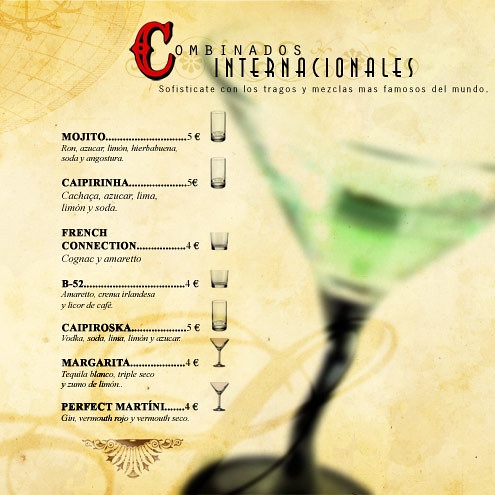 COMBINADOS
INTERNACIONALES
Sofisticate con los tragos y mezclas mas famosos del mundo.
MOJITO.............................5 €
Ron, azucar, limón, hierbabuena,
soda y angostura.
CAIPIRINHA.....................5€
Cachaça, azucar, lima,
limón y soda.
FRENCH
CONNECTION.................4 €
Cognac y amaretto
B-52...................................4 €
Amaretto, crema irlandesa
y licor de café.
CAIPIROSKA....................5 €
Vodka, soda, lima, limón y azucar.
MARGARITA....................4 €
Tequila blanco, triple seco
y zumo de limón..
PERFECT MARTÍNI.......4 €
Gin, vermouth rojo y vermouth seco.